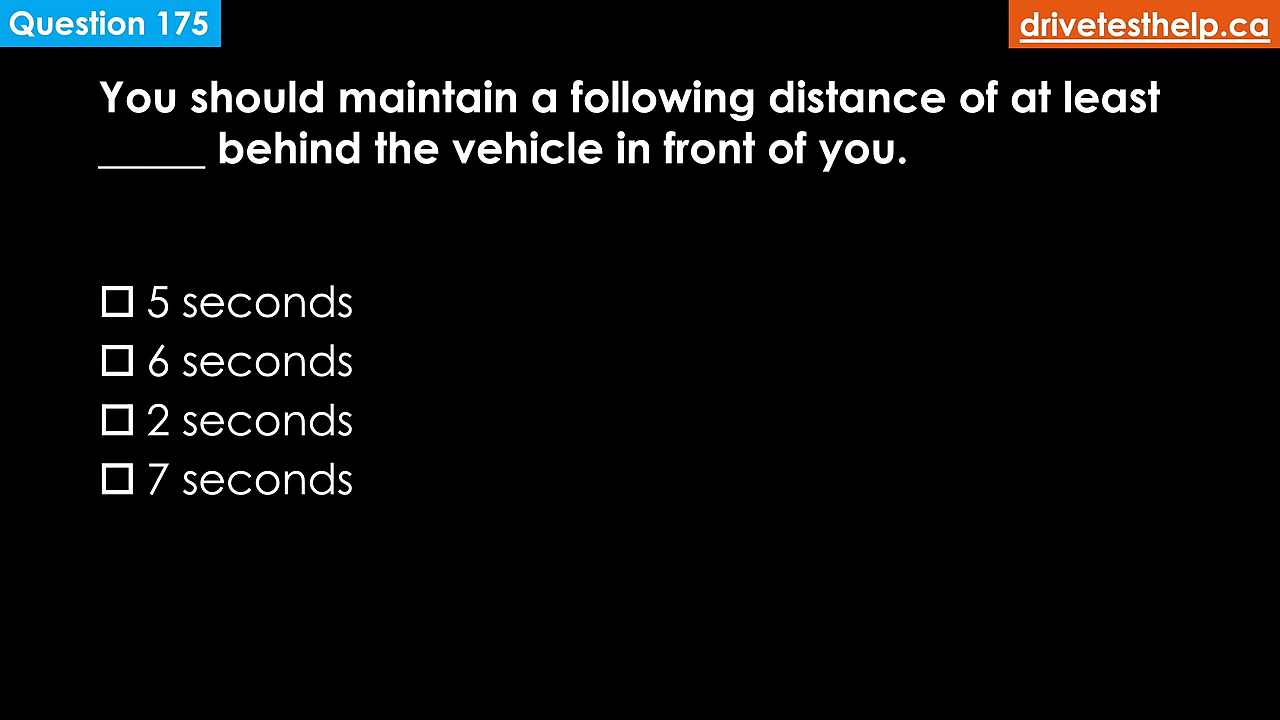 Question 175
drivetesthelp.ca
You should maintain a following distance of at least
_____ behind the vehicle in front of you.
☐ 5 seconds
☐ 6 seconds
☐ 2 seconds
☐ 7 seconds